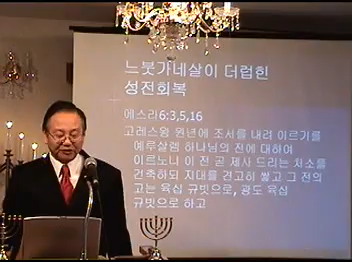 느붓가네살이 더럽힌
성전회복
에스라6:3,5,16
고레스왕 원년에 조서를 내려 이르기를
예루살렘 하나님의 전에 대하여
이르노니 이 전 곧 제사 드리는 처소를
건축하되 지대를 견고히 쌓고 그 전의
고는 육십 규빗으로, 광도 육십
규빗으로 하고